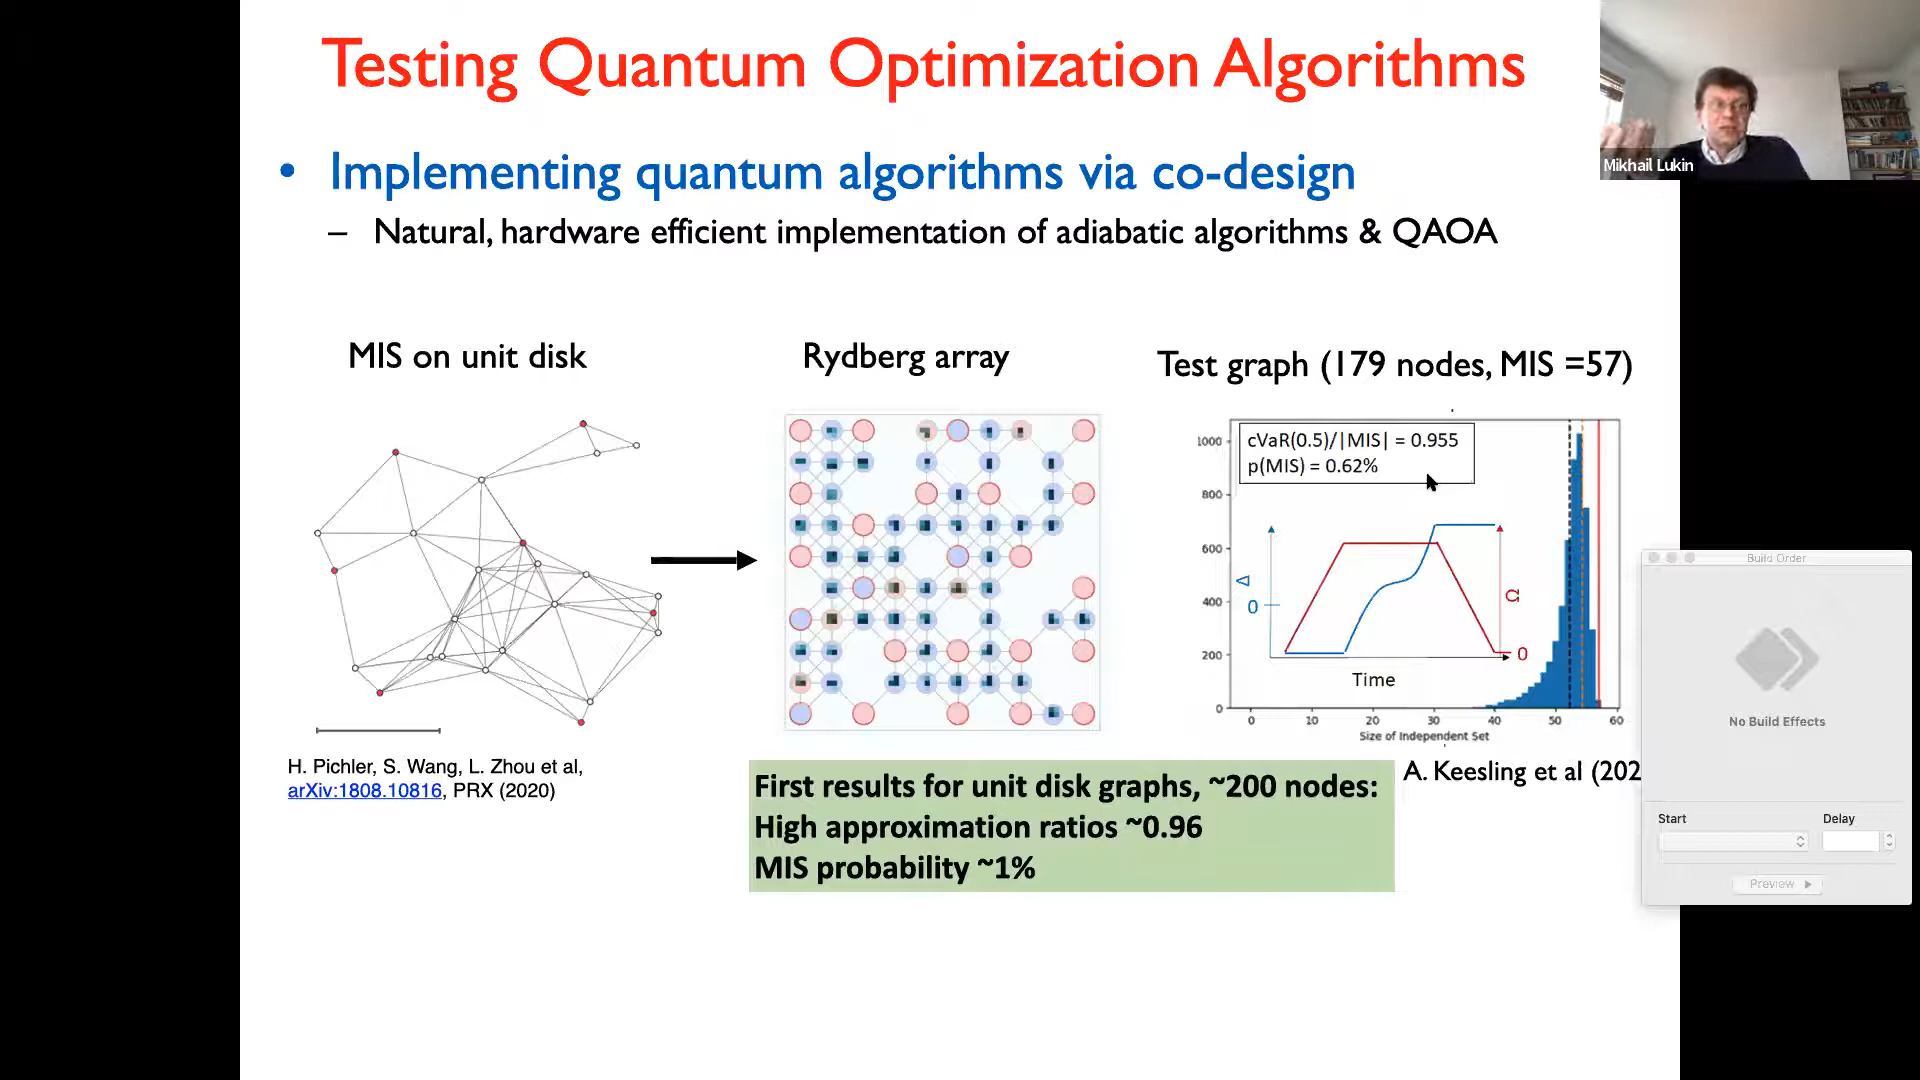 Testing Quantum Optimization Algorithms
Mikhail Lukin
• Implementing quantum algorithms via co-design
– Natural, hardware efficient implementation of adiabatic algorithms & QAOA
MIS on unit disk
Rydberg array
Test graph (179 nodes, MIS =57)
cVaR(0.5)/|MIS| = 0.955
p(MIS) = 0.62%
1000
800
600
400
200
0
Δ
0
Ω
0
Time
0 10 20 30 40 50 60
Size of Independent Set
H. Pichler, S. Wang, L. Zhou et al,
arXiv:1808.10816, PRX (2020)
First results for unit disk graphs, ~200 nodes:
High approximation ratios ~0.96
MIS probability ~1%
A. Keesling et al (202
Build Order
No Build Effects
Start Delay
Preview